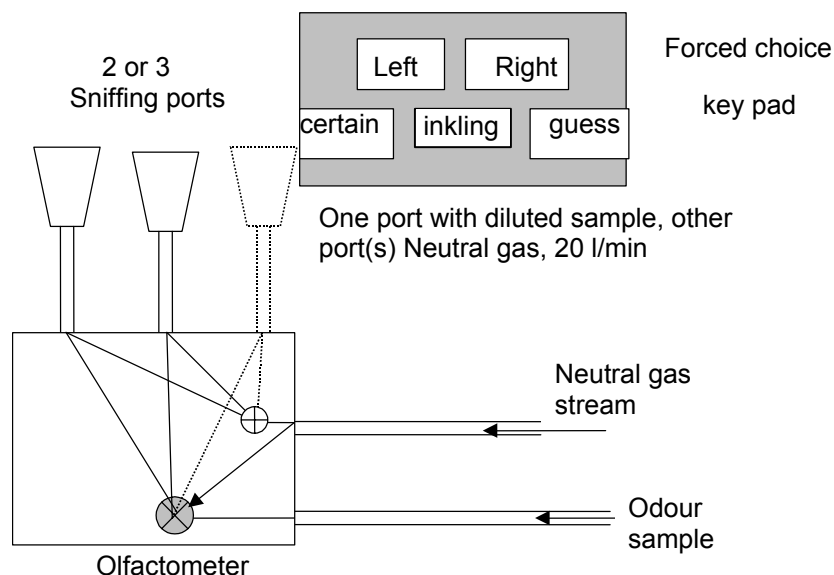 2 or 3
Sniffing ports
Left
Right
certain
inkling
guess
Forced choice
key pad
One port with diluted sample, other
port(s) Neutral gas, 20 l/min
Neutral gas
stream
Odour
sample
Olfactometer